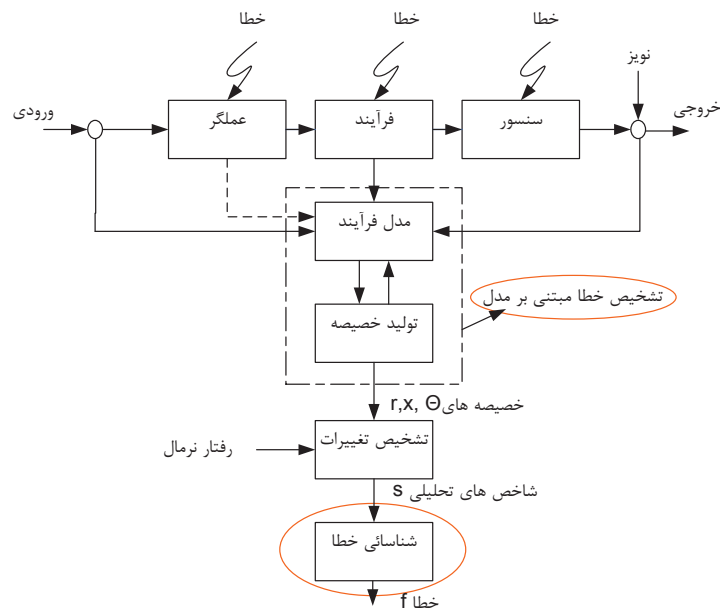 خطا
خطا
خطا
نویز
ورودی
عملگر
فرآیند
سنسور
خروجی
مدل فرآیند
تشخیص خطا مبتنی بر مدل
تولید خصیصه
خصیصه های r,x, Θ
تشخیص تغییرات
رفتار نرمال
شاخص های تحلیلی s
شناسائی خطا
خطا f